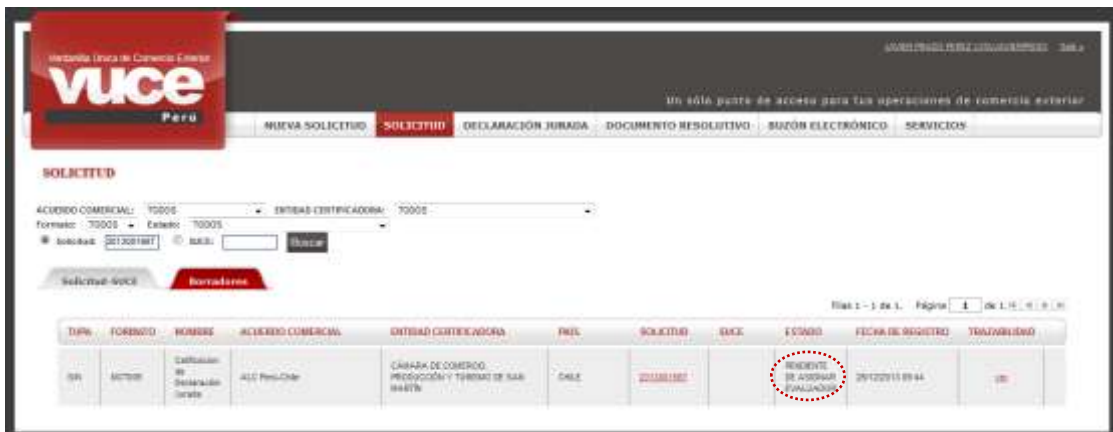 Ventanilla Única de Comercio Exterior
vuce
Perú
Un sólo punto de acceso para tus operaciones de comercio exterior
NUEVA SOLICITUD SOLICITUD DECLARACIÓN JURADA DOCUMENTO RESOLUTIVO BUZÓN ELECTRÓNICO SERVICIOS
SOLICITUD
ACUERDO COMERCIAL: TODOS ENTIDAD CERTIFICADORA: TODOS
Formato: TODOS Estado: TODOS
Solicitud: SUCE: Buscar
Solicitud-SUCE Borradores
Filas 1 - 1 de 1. Página 1 de 1.
TUPA FORMATO NOMBRE ACUERDO COMERCIAL ENTIDAD CERTIFICADORA PAÍS SOLICITUD SUCE ESTADO FECHA DE REGISTRO TRAZABILIDAD
Calificación
de
Declaración
Jurada
ALC Perú-Chile
CÁMARA DE COMERCIO,
PRODUCCIÓN Y TURISMO DE SAN
MARTÍN
CHILE
PENDIENTE
DE ASIGNAR
EVALUADOR